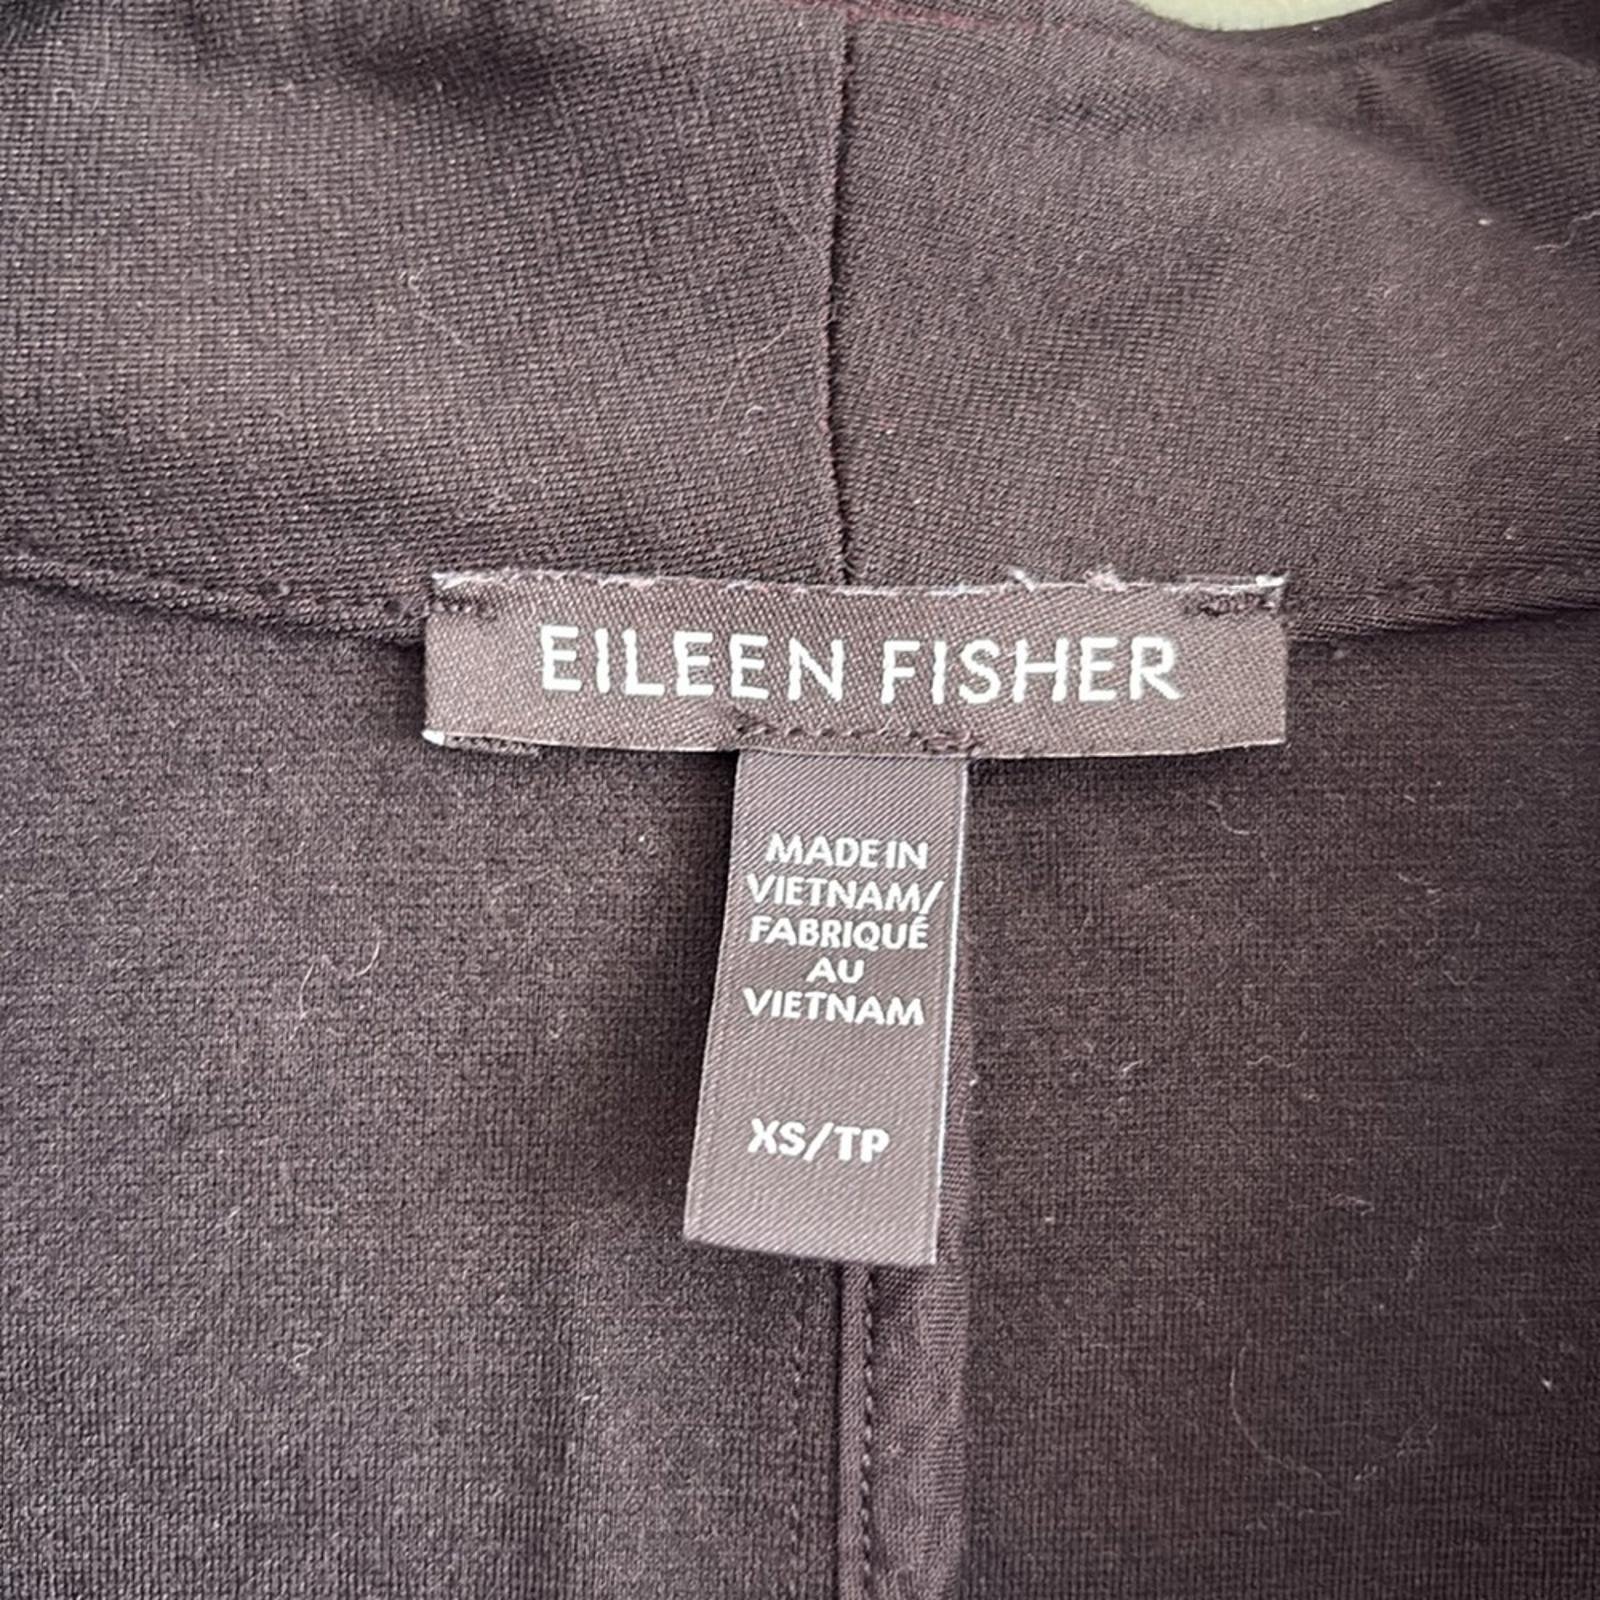 EILEEN FISHER
MADE IN
VIETNAM/
FABRIQUÉ
AU
VIETNAM
XS/TP